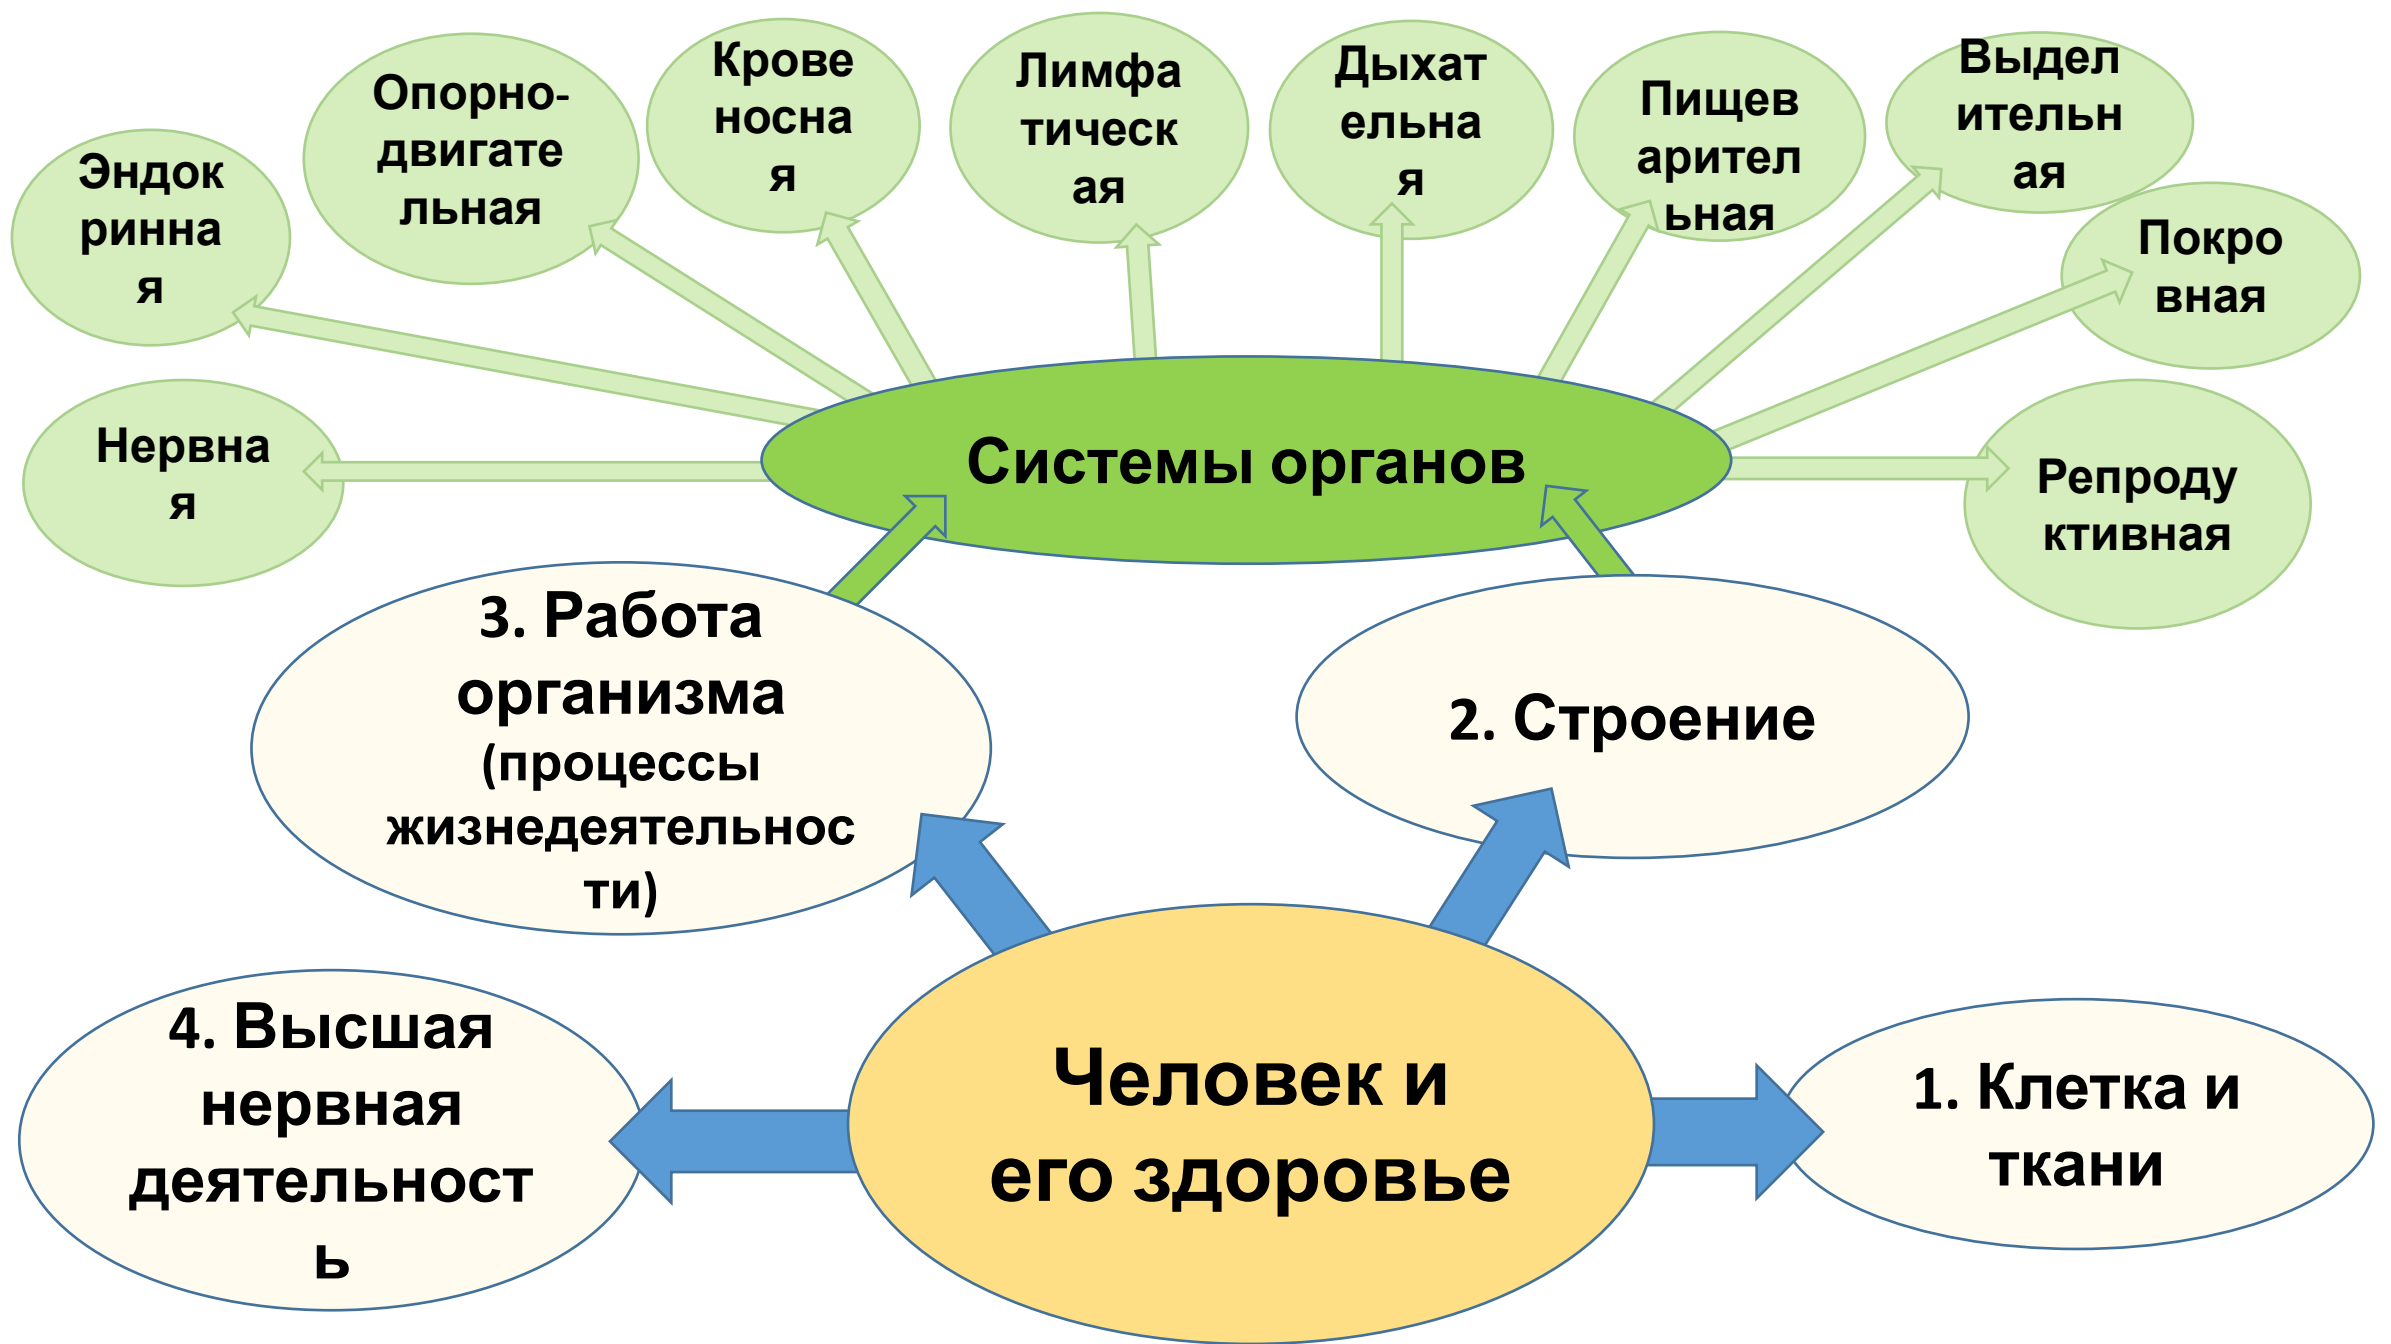 Эндок
ринна
я
Опорно-
двигате
льная
Крове
носна
я
Лимфа
тическ
ая
Дыхат
ельна
я
Пищев
арител
ьная
Выдел
ительн
ая
Покро
вная
Нервна
я
Системы органов
Репроду
ктивная
3. Работа
организма
(процессы
жизнедеятельнос
ти)
2. Строение
4. Высшая
нервная
деятельност
ь
Человек и
его здоровье
1. Клетка и
ткани